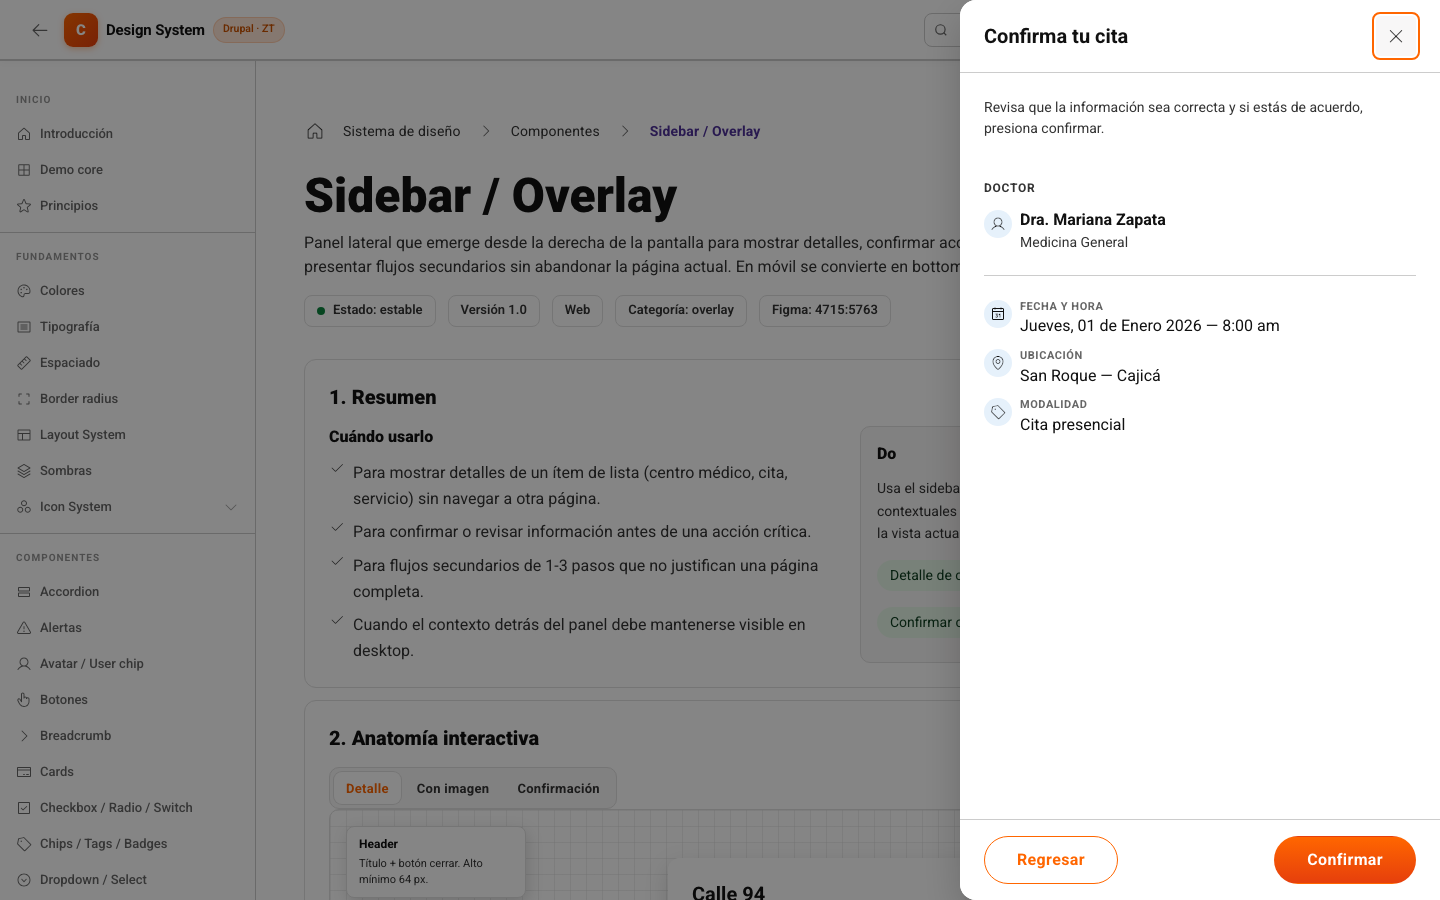 C
Design System
Drupal · ZT
INICIO
Introducción
Demo core
Principios
FUNDAMENTOS
Colores
Tipografía
Espaciado
Border radius
Layout System
Sombras
Icon System
COMPONENTES
Accordion
Alertas
Avatar / User chip
Botones
Breadcrumb
Cards
Checkbox / Radio / Switch
Chips / Tags / Badges
Dropdown / Select
Sistema de diseño
Componentes
Sidebar / Overlay
Sidebar / Overlay
Panel lateral que emerge desde la derecha de la pantalla para mostrar detalles, confirmar
presentar flujos secundarios sin abandonar la página actual. En móvil se convierte en bottom
Estado: estable
Versión 1.0
Web
Categoría: overlay
Figma: 4715:5763
1. Resumen
Cuándo usarlo
Para mostrar detalles de un ítem de lista (centro médico, cita,
servicio) sin navegar a otra página.
Para confirmar o revisar información antes de una acción crítica.
Para flujos secundarios de 1-3 pasos que no justifican una página
completa.
Cuando el contexto detrás del panel debe mantenerse visible en
desktop.
Do
Usa el
contextuales
la vista
Detalle de
Confirmar
2. Anatomía interactiva
Detalle
Con imagen
Confirmación
Header
Título + botón cerrar. Alto
mínimo 64 px.
Calle 94
Confirma tu cita
Revisa que la información sea correcta y si estás de acuerdo,
presiona confirmar.
DOCTOR
Dra. Mariana Zapata
Medicina General
FECHA Y HORA
Jueves, 01 de Enero 2026 — 8:00 am
UBICACIÓN
San Roque — Cajicá
MODALIDAD
Cita presencial
Regresar
Confirmar